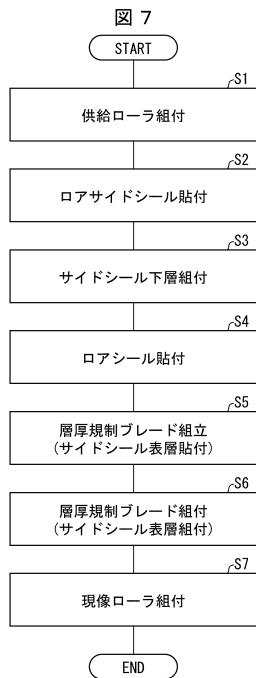 図 7
START
S1
供給ローラ組付
S2
ロアサイドシール貼付
S3
サイドシール下層組付
S4
ロアシール貼付
S5
層厚規制ブレード組立
(サイドシール表層貼付)
S6
層厚規制ブレード組付
(サイドシール表層組付)
S7
現像ローラ組付
END